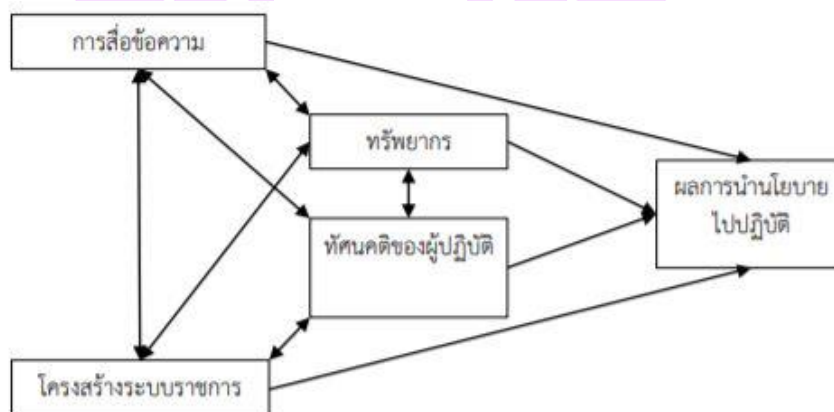 การสื่อข้อความ
ทรัพยากร
ผลการนำนโยบาย
ไปปฏิบัติ
ทัศนคติของผู้ปฏิบัติ
โครงสร้างระบบราชการ